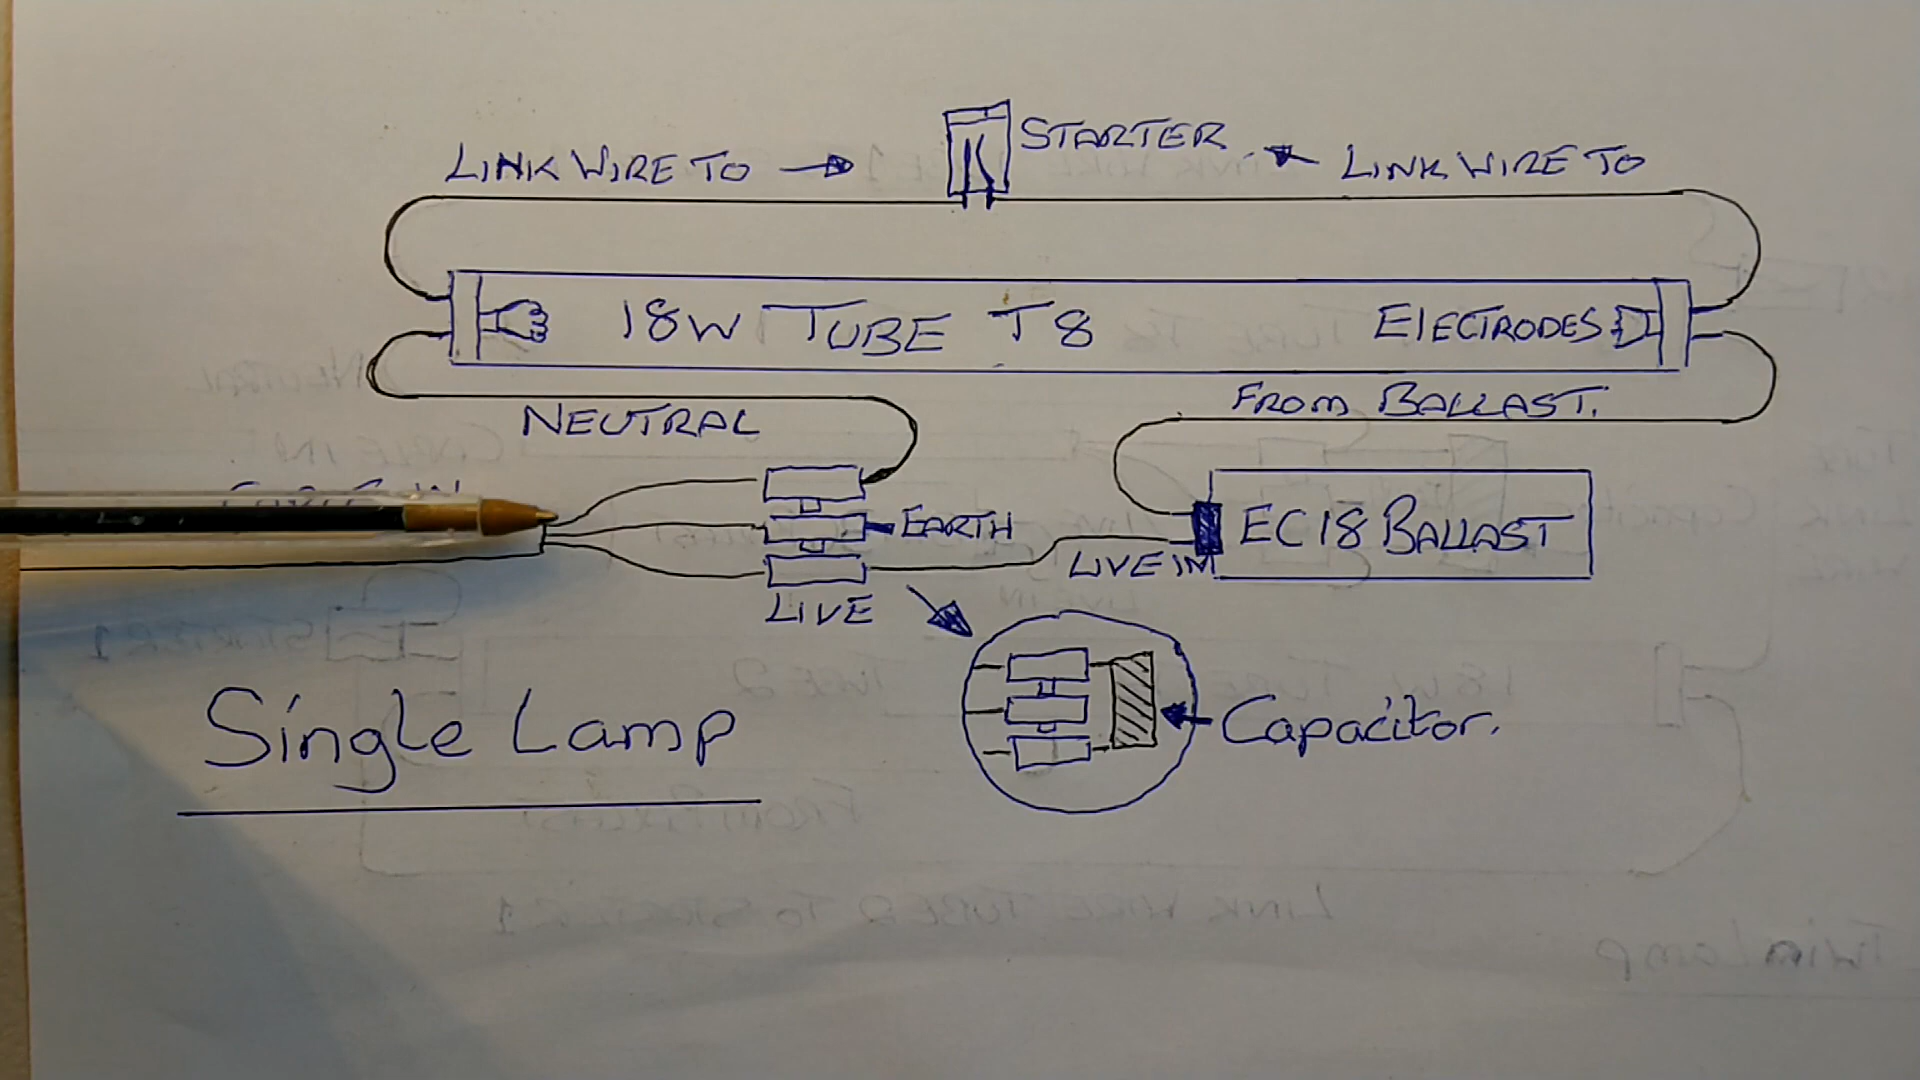 STARTER
LINK WIRE TO
LINK WIRE TO
18W TUBE T8
ELECTRODES
FROM BALLAST.
NEUTRAL
EARTH
EC18 BALLAST
LIVE IN
LIVE
Single Lamp
Capacitor.